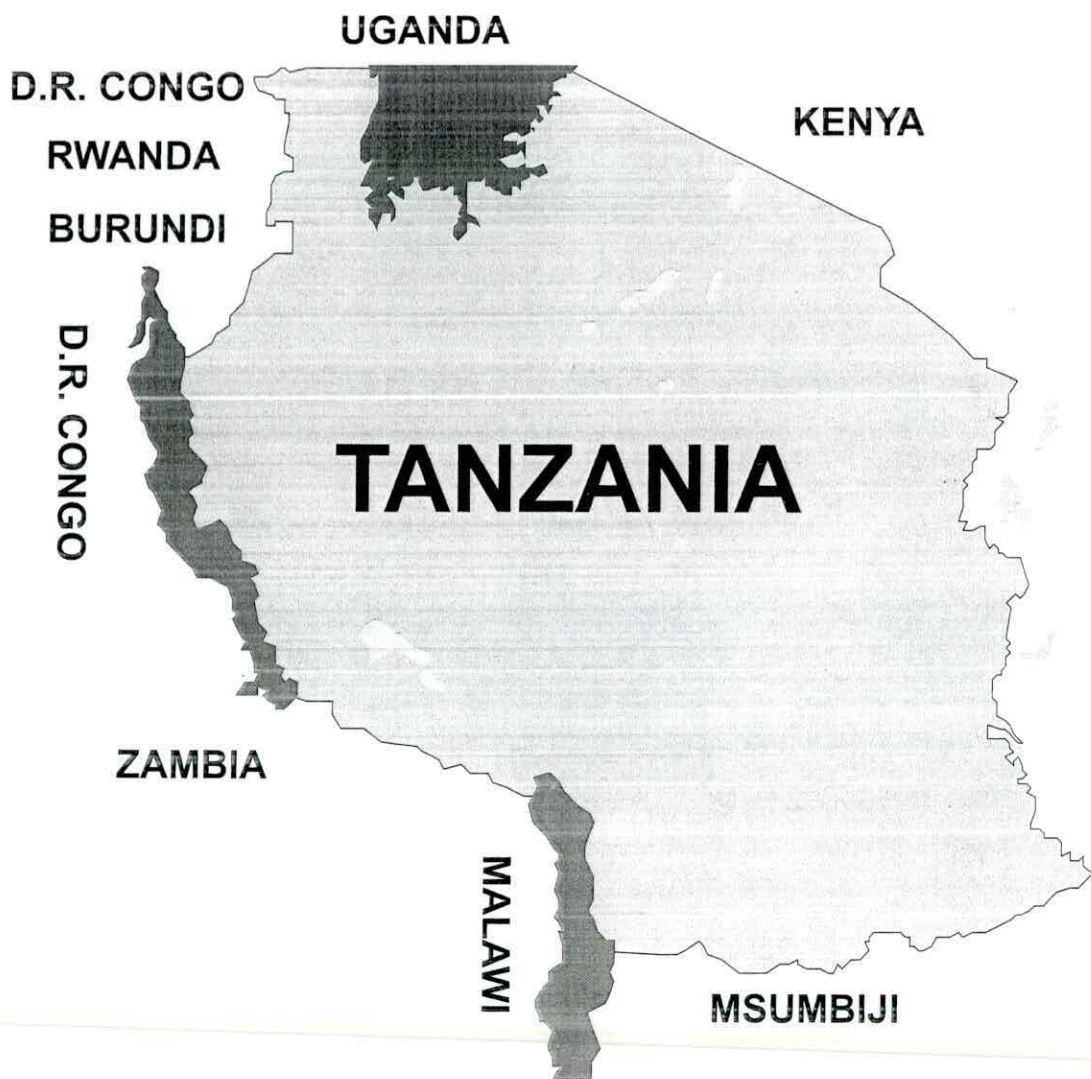 UGANDA
D.R. CONGO
KENYA
RWANDA
BURUNDI
D.R. CONGO
TANZANIA
ZAMBIA
MALAWI
MSUMBIJI